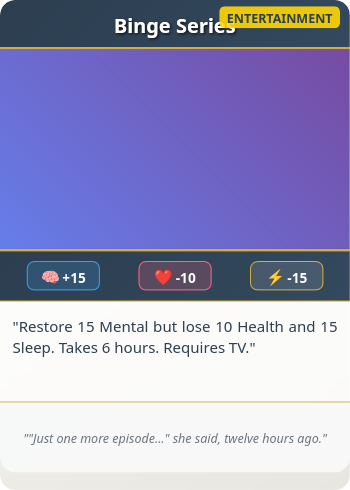 Binge Series
ENTERTAINMENT
🧠 +15
❤️ -10
⚡ -15
"Restore 15 Mental but lose 10 Health and 15
Sleep. Takes 6 hours. Requires TV."
""Just one more episode..." she said, twelve hours ago."